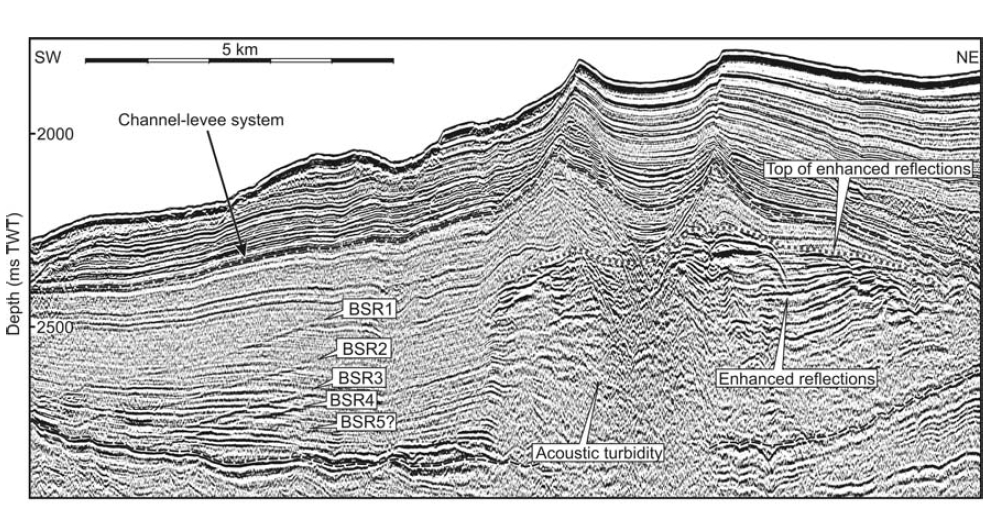 SW
5 km
NE
Channel-levee system
2000
Top of enhanced reflections
Depth (ms TWT)
BSR1
2500
BSR2
BSR3
Enhanced reflections
BSR4
BSR5?
Acoustic turbidity